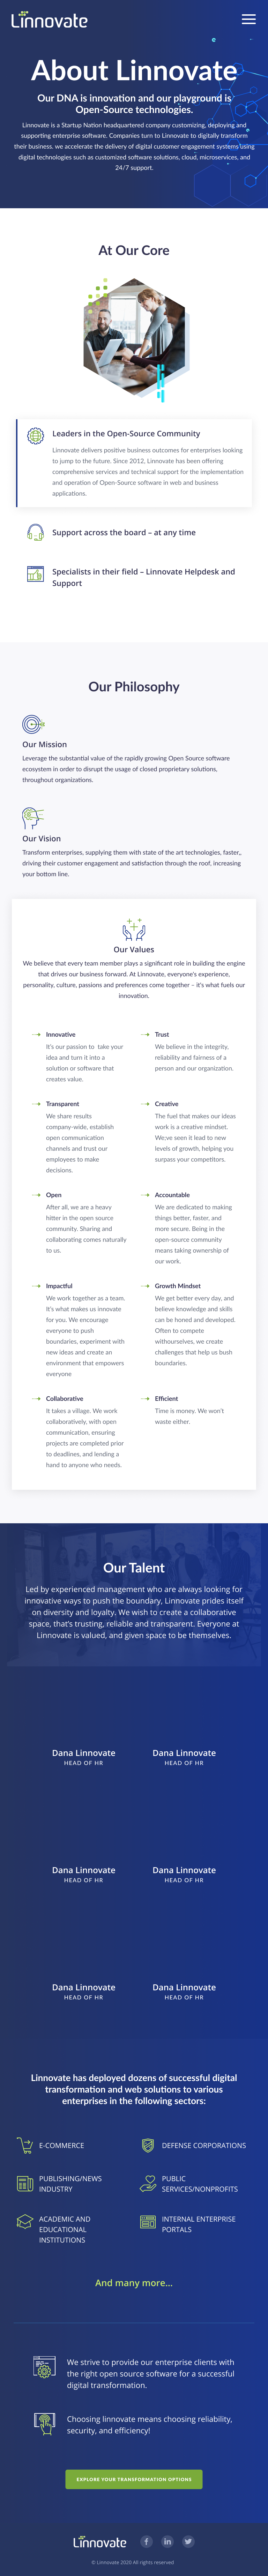 Linnovate
About Linnovate
Our DNA is innovation and our playground is
Open-Source technologies.
Linnovate is a Startup Nation headquartered company customizing, deploying and
supporting enterprise software. Companies turn to Linnovate to digitally transform
their business. we accelerate the delivery of digital customer engagement systems using
digital technologies such as customized software solutions, cloud, microservices, and
24/7 support.
At Our Core
Leaders in the Open-Source Community
Linnovate delivers positive business outcomes for enterprises looking
to jump to the future. Since 2012, Linnovate has been offering
comprehensive services and technical support for the implementation
and operation of Open-Source software in web and business
applications.
Support across the board – at any time
Specialists in their field – Linnovate Helpdesk and
Support
Our Philosophy
Our Mission
Leverage the substantial value of the rapidly growing Open Source software
ecosystem in order to disrupt the usage of closed proprietary solutions,
throughout organizations.
Our Vision
Transform enterprises, supplying them with state of the art technologies, faster,,
driving their customer engagement and satisfaction through the roof, increasing
your bottom line.
Our Values
We believe that every team member plays a significant role in building the engine
that drives our business forward. At Linnovate, everyone's experience,
personality, culture, passions and preferences come together – it's what fuels our
innovation.
Innovative
It's our passion to take your
idea and turn it into a
solution or software that
creates value.
Trust
We believe in the integrity,
reliability and fairness of a
person and our organization.
Transparent
We share results
company-wide, establish
open communication
channels and trust our
employees to make
decisions.
Creative
The fuel that makes our ideas
work is a creative mindset.
We;ve seen it lead to new
levels of growth, helping you
surpass your competitors.
Open
After all, we are a heavy
hitter in the open source
community. Sharing and
collaborating comes naturally
to us.
Accountable
We are dedicated to making
things better, faster, and
more secure. Being in the
open-source community
means taking ownership of
our work.
Impactful
We work together as a team.
It's what makes us innovate
for you. We encourage
everyone to push
boundaries, experiment with
new ideas and create an
environment that empowers
everyone
Growth Mindset
We get better every day, and
believe knowledge and skills
can be honed and developed.
Often to compete
withourselves, we create
challenges that help us bush
boundaries.
Collaborative
It takes a village. We work
collaboratively, with open
communication, ensuring
projects are completed prior
to deadlines, and lending a
hand to anyone who needs.
Efficient
Time is money. We won't
waste either.
Our Talent
Led by experienced management who are always looking for
innovative ways to push the boundary, Linnovate prides itself
on diversity and loyalty. We wish to create a collaborative
space, that's trusting, reliable and transparent. Everyone at
Linnovate is valued, and given space to be themselves.
Dana Linnovate
HEAD OF HR
Dana Linnovate
HEAD OF HR
Dana Linnovate
HEAD OF HR
Dana Linnovate
HEAD OF HR
Dana Linnovate
HEAD OF HR
Dana Linnovate
HEAD OF HR
Linnovate has deployed dozens of successful digital
transformation and web solutions to various
enterprises in the following sectors:
E-COMMERCE
DEFENSE CORPORATIONS
PUBLISHING/NEWS
INDUSTRY
PUBLIC
SERVICES/NONPROFITS
ACADEMIC AND
EDUCATIONAL
INSTITUTIONS
INTERNAL ENTERPRISE
PORTALS
And many more...
We strive to provide our enterprise clients with
the right open source software for a successful
digital transformation.
Choosing linnovate means choosing reliability,
security, and efficiency!
EXPLORE YOUR TRANSFORMATION OPTIONS
Linnovate
© Linnovate 2020 All rights reserved